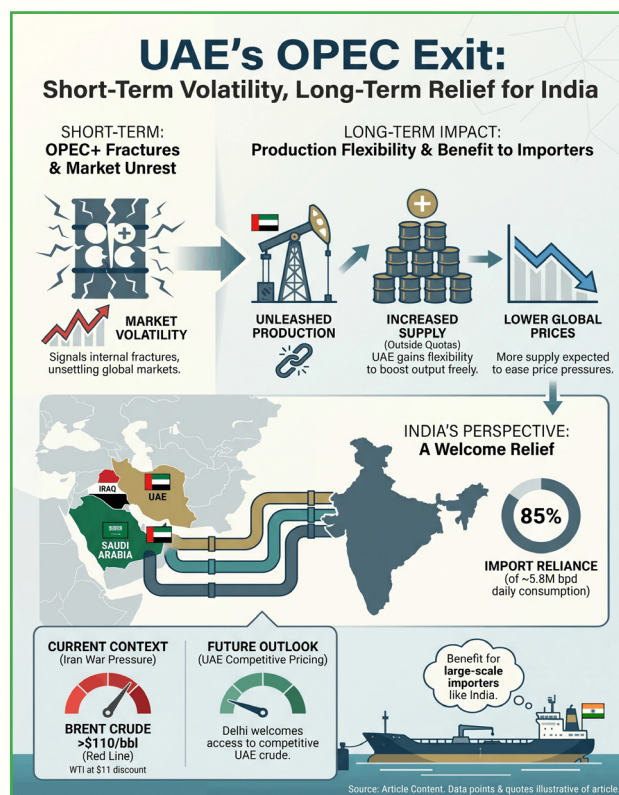 UAE's OPEC Exit:
Short-Term Volatility, Long-Term Relief for India
SHORT-TERM:
OPEC+ Fractures
& Market Unrest
MARKET
VOLATILITY
Signals internal fractures,
unsettling global markets.
LONG-TERM IMPACT:
Production Flexibility & Benefit to Importers
UNLEASHED
PRODUCTION
INCREASED
SUPPLY
(Outside Quotas)
UAE gains flexibility
to boost output freely.
LOWER GLOBAL
PRICES
More supply expected
to ease price pressures.
INDIA'S PERSPECTIVE:
A Welcome Relief
IRAQ
UAE
SAUDI
ARABIA
85%
IMPORT RELIANCE
(of ~5.8M bpd
daily consumption)
CURRENT CONTEXT
(Iran War Pressure)
BRENT CRUDE
>$110/bbl
(Red Line)
WTI at $11 discount
FUTURE OUTLOOK
(UAE Competitive Pricing)
Delhi welcomes
access to competitive
UAE crude.
Benefit for
large-scale
importers
like India.
Source: Article Content. Data points & quotes illustrative of article.